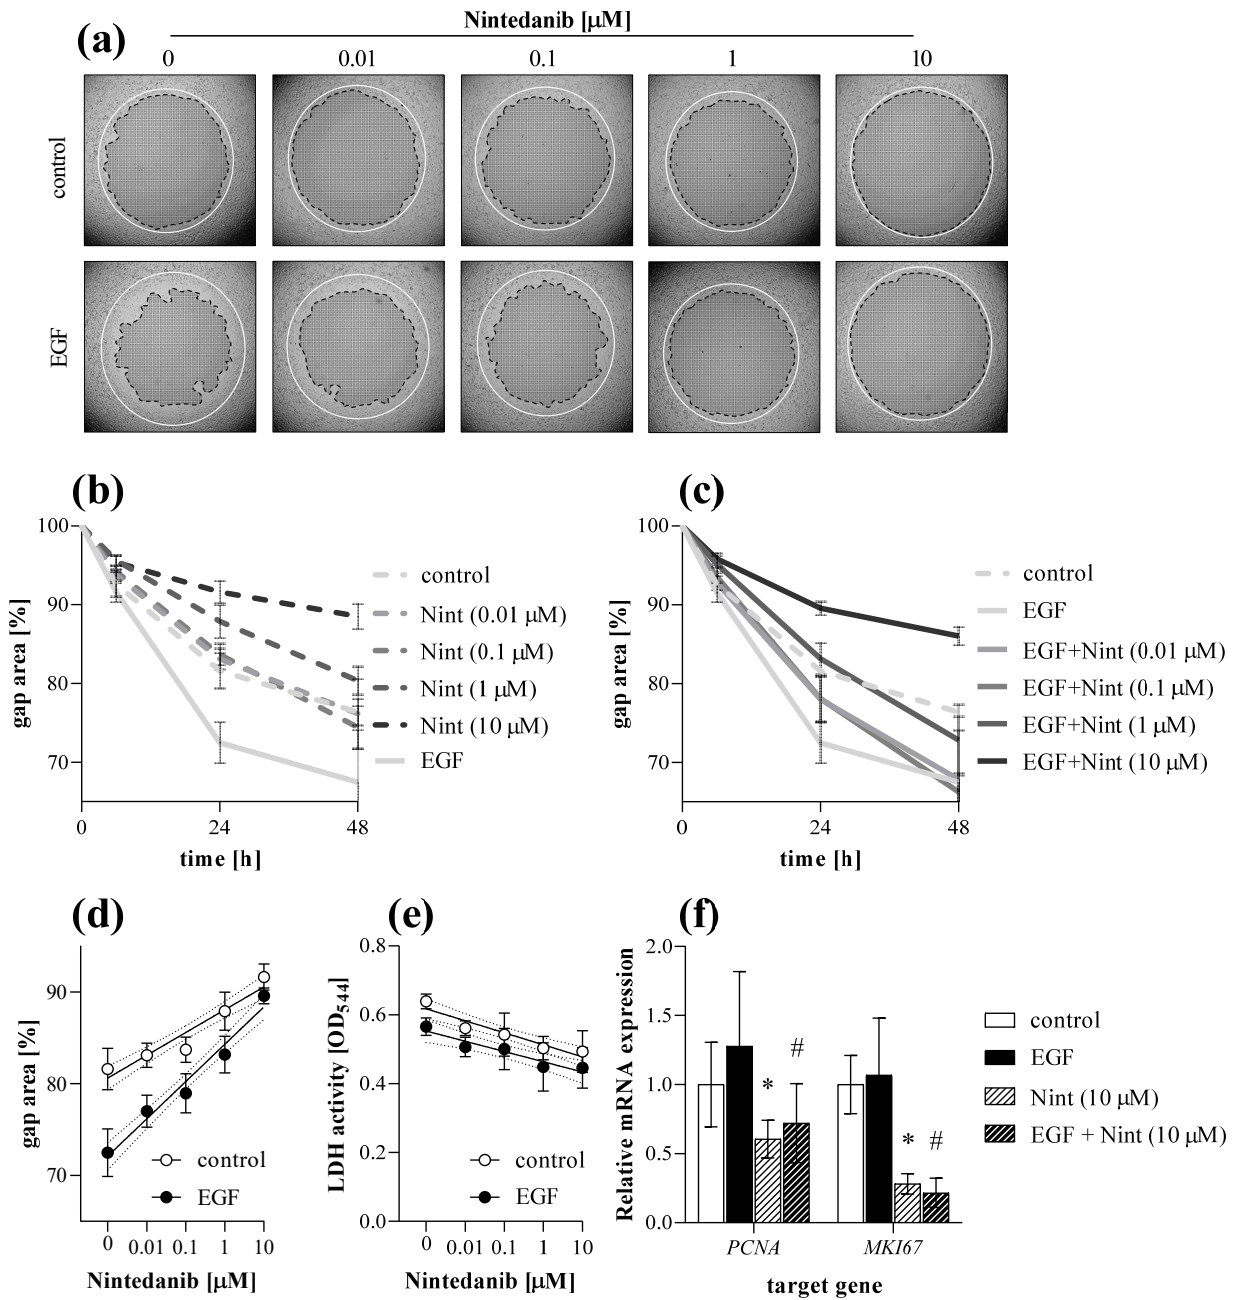 (a)
Nintedanib [µM]
0 0.01 0.1 1 10
control
EGF
(b)
100
90
80
70
gap area [%]
0 24 48
time [h]
control
Nint (0.01 µM)
Nint (0.1 µM)
Nint (1 µM)
Nint (10 µM)
EGF
(c)
100
90
80
70
gap area [%]
0 24 48
time [h]
control
EGF
EGF+Nint (0.01 µM)
EGF+Nint (0.1 µM)
EGF+Nint (1 µM)
EGF+Nint (10 µM)
(d)
90
80
70
gap area [%]
control
EGF
0 0.01 0.1 1 10
Nintedanib [µM]
(e)
0.8
0.6
0.4
0.2
0.0
LDH activity [OD544]
control
EGF
0 0.01 0.1 1 10
Nintedanib [µM]
(f)
2.0
1.5
1.0
0.5
0.0
Relative mRNA expression
* #
* #
PCNA MKI67
target gene
control
EGF
Nint (10 µM)
EGF + Nint (10 µM)